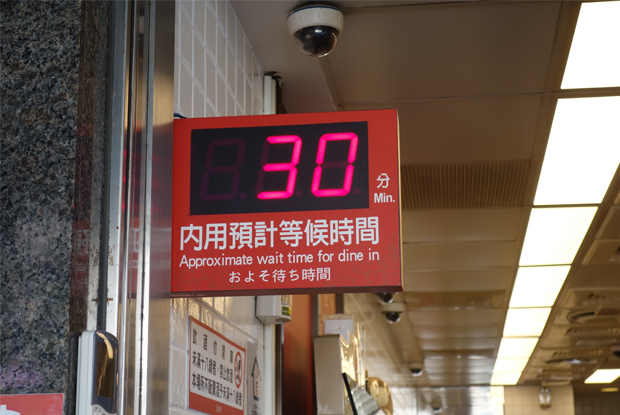 30
分
Min.
内用預計等候時間
Approximate wait time for dine in
およそ待ち時間